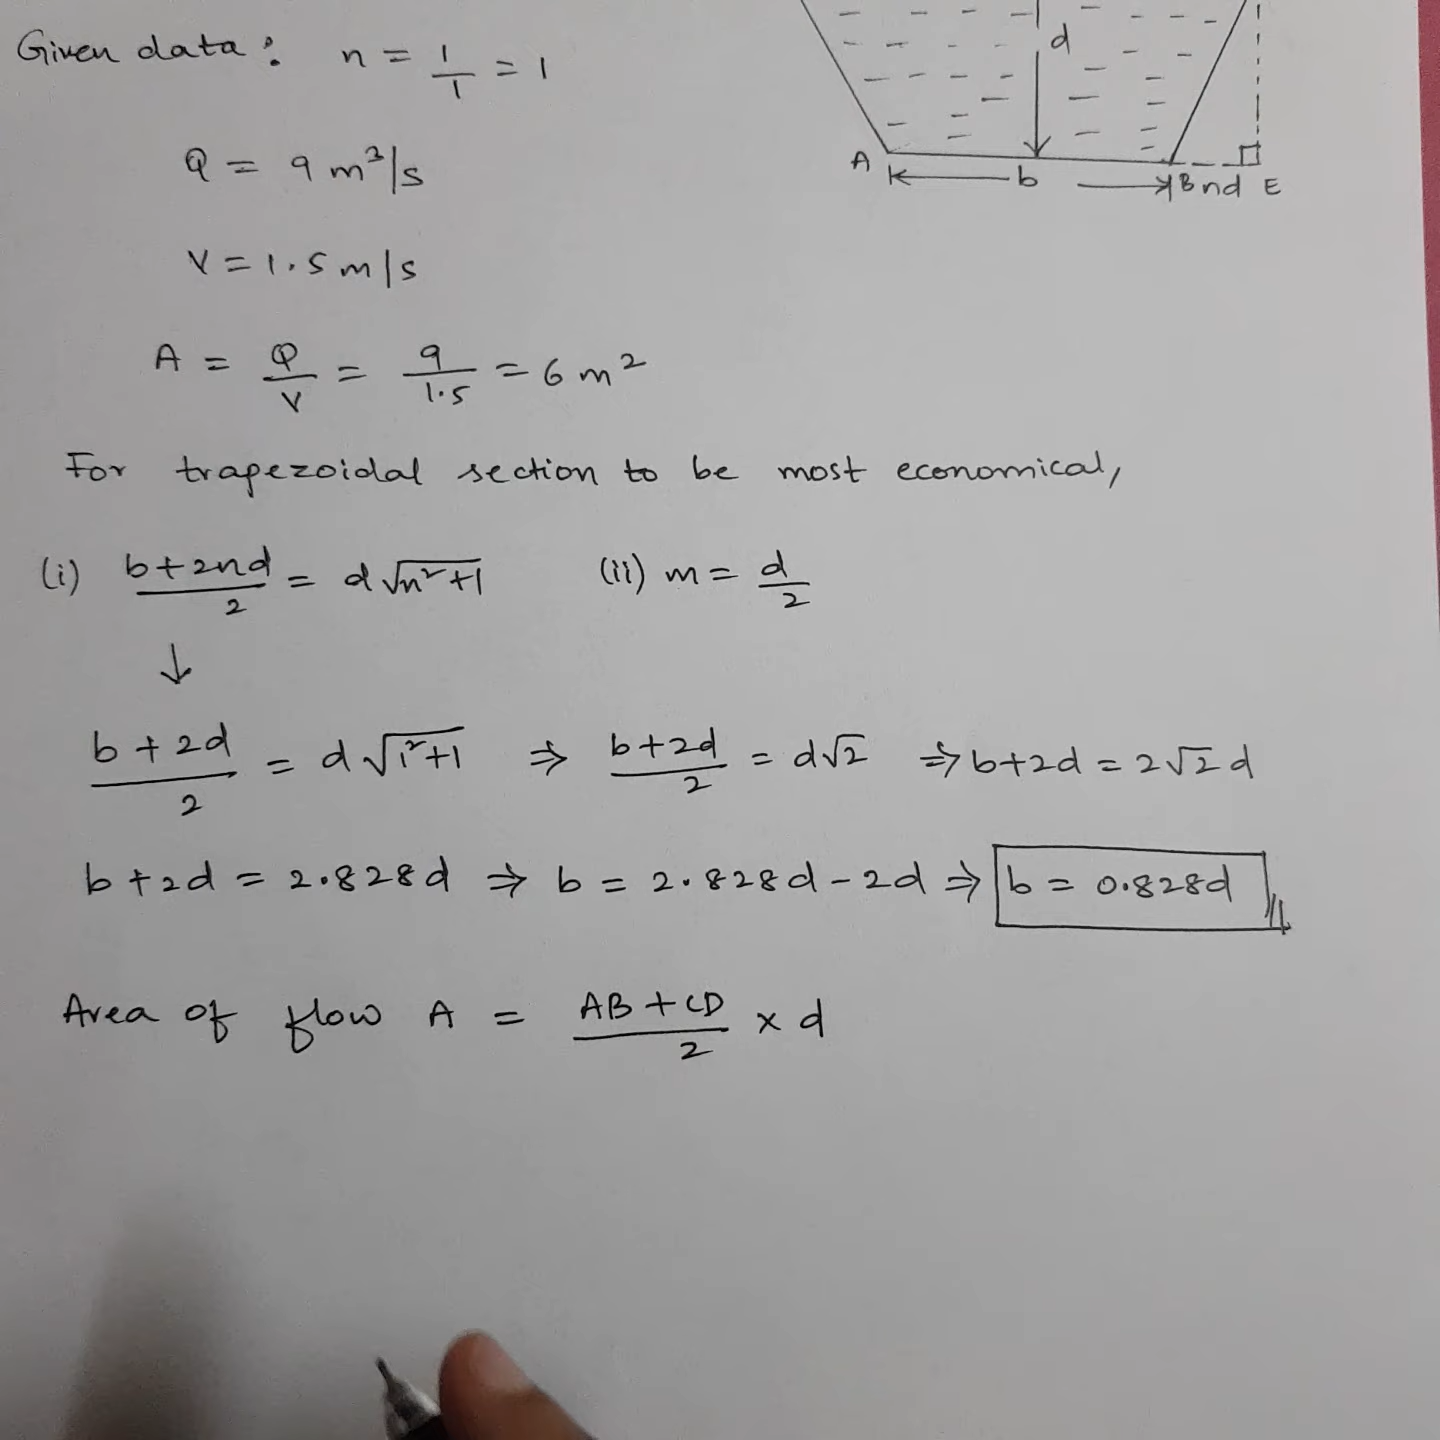 Given data : n = 1/1 = 1
d
A b B nd E
Q = 9 m³/s
V = 1.5 m/s
A = Q/V = 9/1.5 = 6 m²
For trapezoidal section to be most economical,
(i) (b+2nd)/2 = d√(n²+1) (ii) m = d/2
↓
(b+2d)/2 = d√(1²+1) ⇒ (b+2d)/2 = d√2 ⇒ b+2d = 2√2 d
b+2d = 2.828d ⇒ b = 2.828d - 2d ⇒ b = 0.828d
Area of flow A = (AB + CD)/2 × d